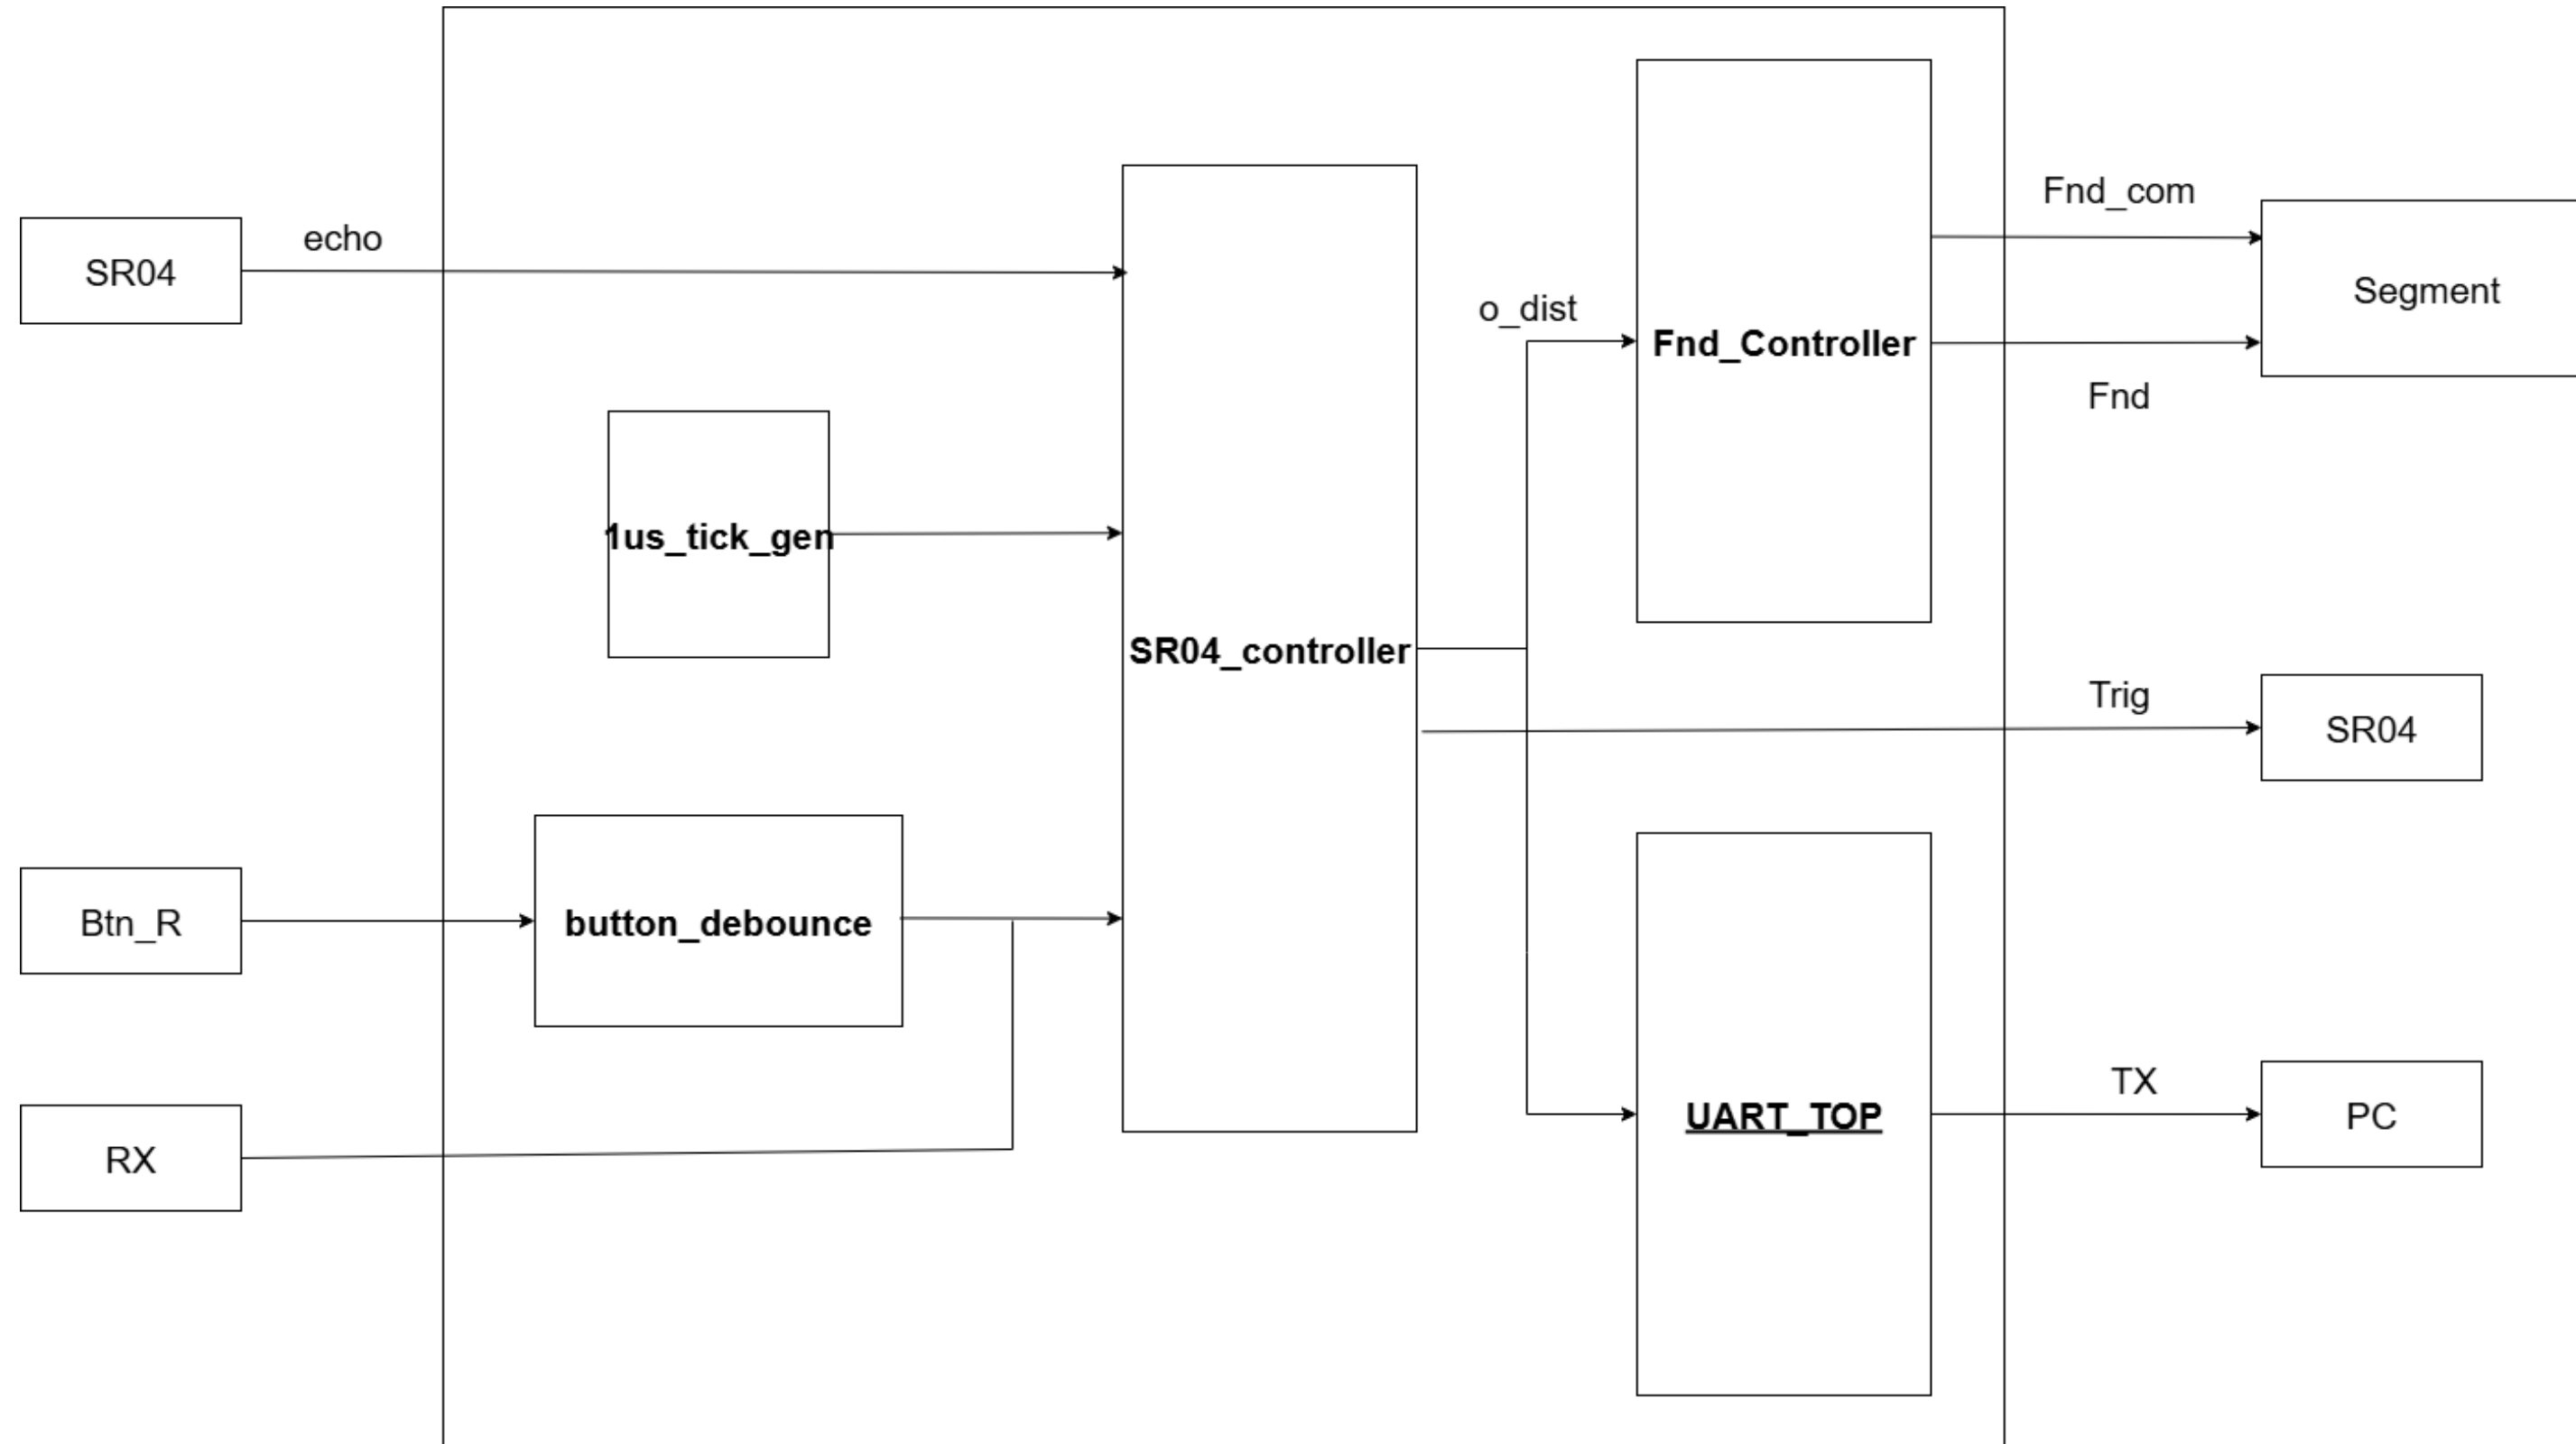 Fnd_com
echo
SR04
Segment
o_dist
Fnd_Controller
Fnd
1us_tick_gen
SR04_controller
Trig
SR04
Btn_R
button_debounce
TX
UART_TOP
PC
RX